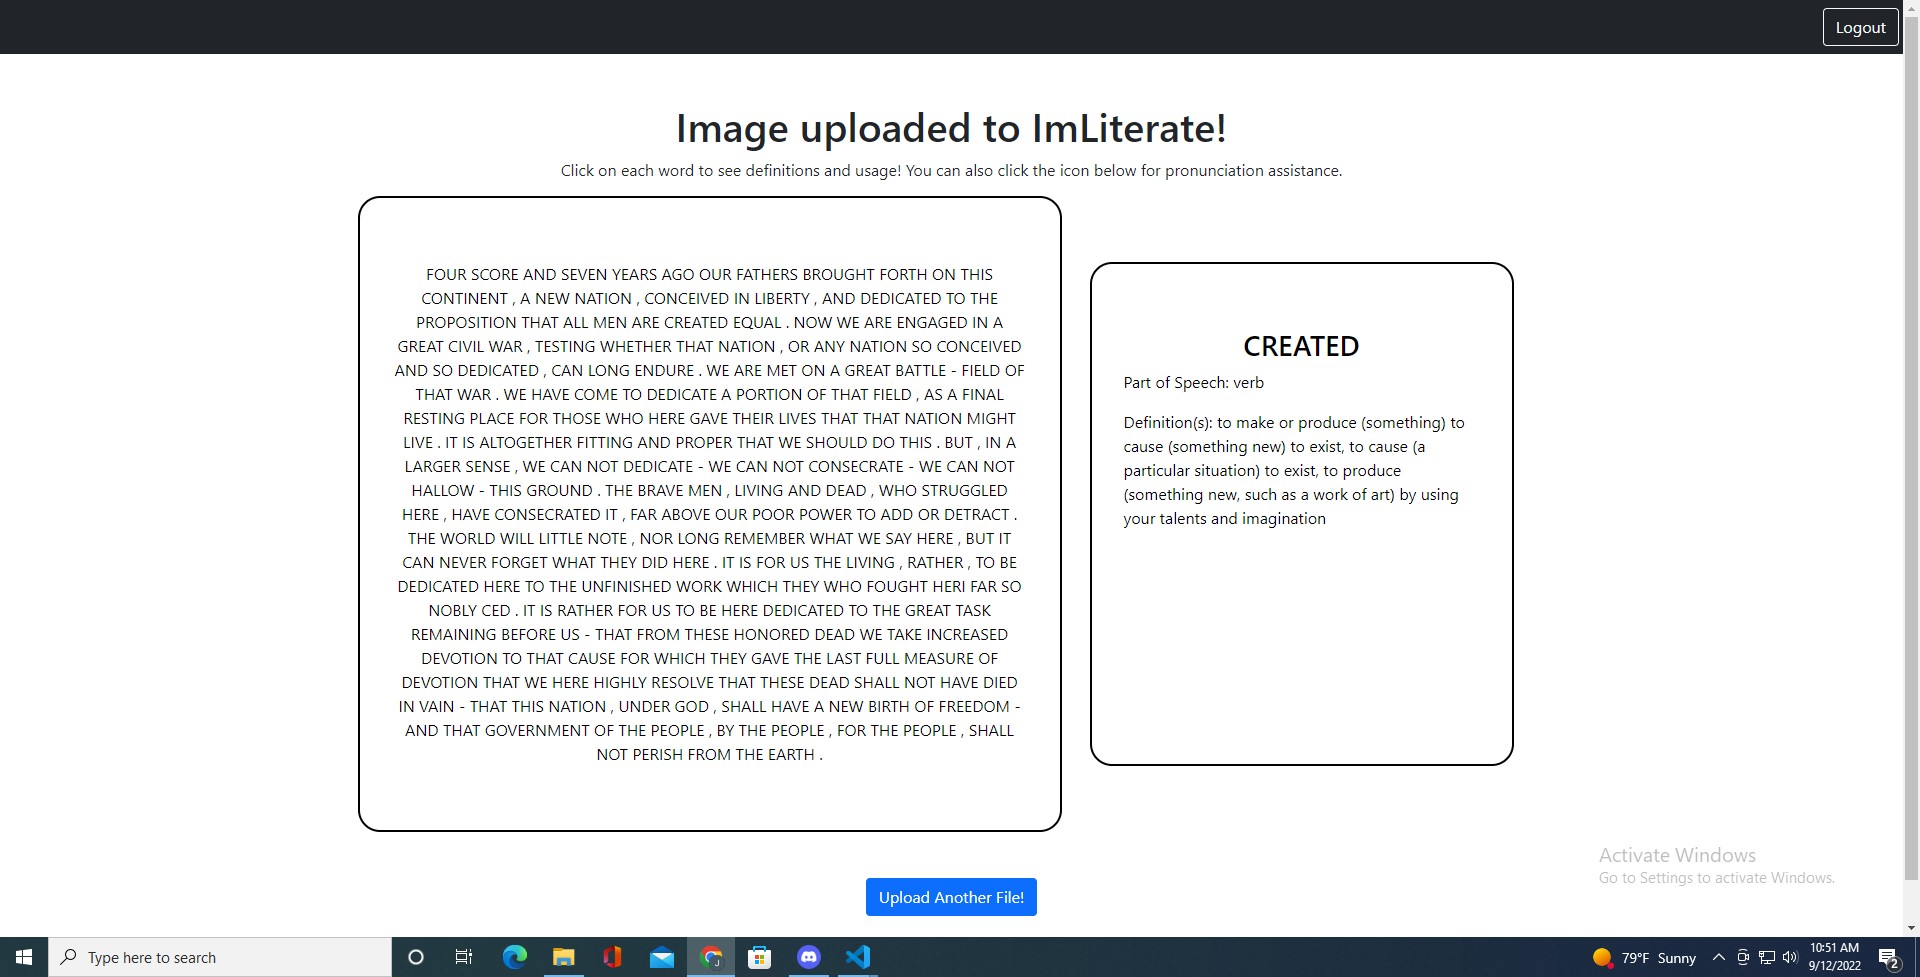 Logout
Image uploaded to ImLiterate!
Click on each word to see definitions and usage! You can also click the icon below for pronunciation assistance.
FOUR SCORE AND SEVEN YEARS AGO OUR FATHERS BROUGHT FORTH ON THIS
CONTINENT , A NEW NATION , CONCEIVED IN LIBERTY , AND DEDICATED TO THE
PROPOSITION THAT ALL MEN ARE CREATED EQUAL . NOW WE ARE ENGAGED IN A
GREAT CIVIL WAR , TESTING WHETHER THAT NATION , OR ANY NATION SO CONCEIVED
AND SO DEDICATED , CAN LONG ENDURE . WE ARE MET ON A GREAT BATTLE - FIELD OF
THAT WAR . WE HAVE COME TO DEDICATE A PORTION OF THAT FIELD , AS A FINAL
RESTING PLACE FOR THOSE WHO HERE GAVE THEIR LIVES THAT THAT NATION MIGHT
LIVE . IT IS ALTOGETHER FITTING AND PROPER THAT WE SHOULD DO THIS . BUT , IN A
LARGER SENSE , WE CAN NOT DEDICATE - WE CAN NOT CONSECRATE - WE CAN NOT
HALLOW - THIS GROUND . THE BRAVE MEN , LIVING AND DEAD , WHO STRUGGLED
HERE , HAVE CONSECRATED IT , FAR ABOVE OUR POOR POWER TO ADD OR DETRACT .
THE WORLD WILL LITTLE NOTE , NOR LONG REMEMBER WHAT WE SAY HERE , BUT IT
CAN NEVER FORGET WHAT THEY DID HERE . IT IS FOR US THE LIVING , RATHER , TO BE
DEDICATED HERE TO THE UNFINISHED WORK WHICH THEY WHO FOUGHT HERI FAR SO
NOBLY CED . IT IS RATHER FOR US TO BE HERE DEDICATED TO THE GREAT TASK
REMAINING BEFORE US - THAT FROM THESE HONORED DEAD WE TAKE INCREASED
DEVOTION TO THAT CAUSE FOR WHICH THEY GAVE THE LAST FULL MEASURE OF
DEVOTION THAT WE HERE HIGHLY RESOLVE THAT THESE DEAD SHALL NOT HAVE DIED
IN VAIN - THAT THIS NATION , UNDER GOD , SHALL HAVE A NEW BIRTH OF FREEDOM -
AND THAT GOVERNMENT OF THE PEOPLE , BY THE PEOPLE , FOR THE PEOPLE , SHALL
NOT PERISH FROM THE EARTH .
CREATED
Part of Speech: verb
Definition(s): to make or produce (something) to
cause (something new) to exist, to cause (a
particular situation) to exist, to produce
(something new, such as a work of art) by using
your talents and imagination
Activate Windows
Go to Settings to activate Windows.
Upload Another File!
Type here to search
J
79°F Sunny
10:51 AM
9/12/2022
2